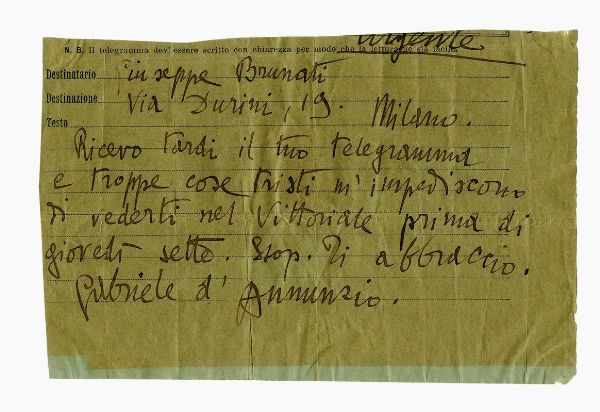 urgente
N. B. Il telegramma dev' essere scritto con chiarezza per modo che la lettura ne sia facile.
Destinatario Giuseppe Brunati
Destinazione Via Durini, 19. Milano.
Testo
Ricevo tardi il tuo telegramma
e troppe cose tristi m' impediscono
di vederti nel Vittoriale prima di
giovedì sette. Stop. Ti abbraccio.
Gabriele d' Annunzio.